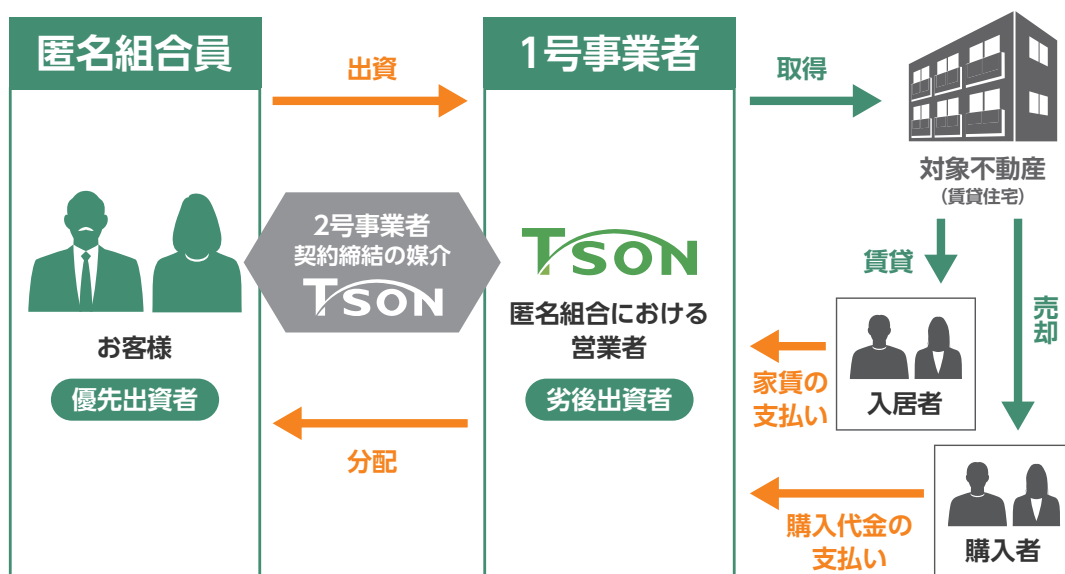 匿名組合員
出資
1号事業者
取得
対象不動産
(賃貸住宅)
2号事業者
契約締結の媒介
TSON
TSON
匿名組合における
営業者
お客様
優先出資者
劣後出資者
分配
賃貸
売却
入居者
家賃の
支払い
購入者
購入代金の
支払い